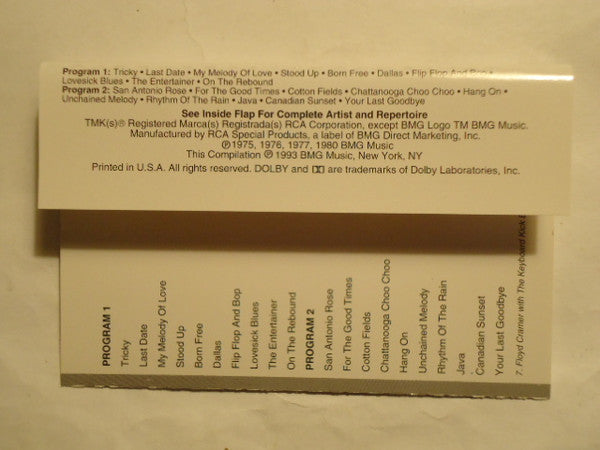 Program 1: Tricky • Last Date • My Melody Of Love • Stood Up • Born Free • Dallas • Flip Flop And Bop •
Lovesick Blues • The Entertainer • On The Rebound
Program 2: San Antonio Rose • For The Good Times • Cotton Fields • Chattanooga Choo Choo • Hang On •
Unchained Melody • Rhythm Of The Rain • Java • Canadian Sunset • Your Last Goodbye
See Inside Flap For Complete Artist and Repertoire
TMK(s)® Registered Marca(s) Registrada(s) RCA Corporation, except BMG Logo TM BMG Music.
Manufactured by RCA Special Products, a label of BMG Direct Marketing, Inc.
℗1975, 1976, 1977, 1980 BMG Music
This Compilation ℗1993 BMG Music, New York, NY
Printed in U.S.A. All rights reserved. DOLBY and are trademarks of Dolby Laboratories, Inc.
PROGRAM 1
Tricky
Last Date
My Melody Of Love
Stood Up
Born Free
Dallas
Flip Flop And Bop
Lovesick Blues
The Entertainer
On The Rebound
PROGRAM 2
San Antonio Rose
For The Good Times
Cotton Fields
Chattanooga Choo Choo
Hang On
Unchained Melody
Rhythm Of The Rain
Java
Canadian Sunset
Your Last Goodbye
7. Floyd Cramer with The Keyboard Kick